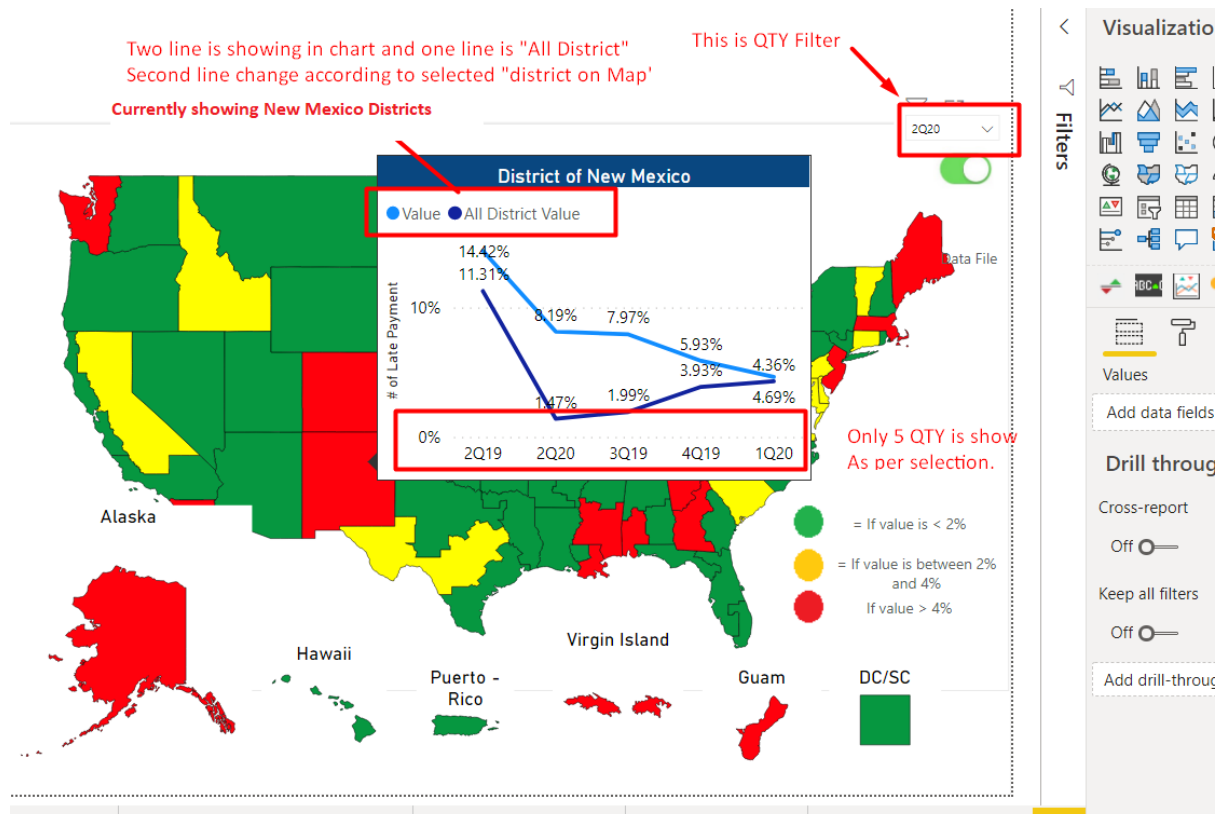 Visualizatio
Two line is showing in chart and one line is "All District"
Second line change according to selected "district on Map'
This is QTY Filter
Currently showing New Mexico Districts
2Q20
Filters
District of New Mexico
Value All District Value
Data File
# of Late Payment
14.42%
11.31%
10%
8.19%
7.97%
5.93%
3.93%
4.36%
4.69%
1.47%
1.99%
0%
2Q19 2Q20 3Q19 4Q19 1Q20
Only 5 QTY is show
As per selection.
Values
Add data fields
Drill throug
Cross-report
Off
Keep all filters
Off
Add drill-throug
= If value is < 2%
= If value is between 2%
and 4%
If value > 4%
Alaska
Hawaii
Puerto -
Rico
Virgin Island
Guam
DC/SC